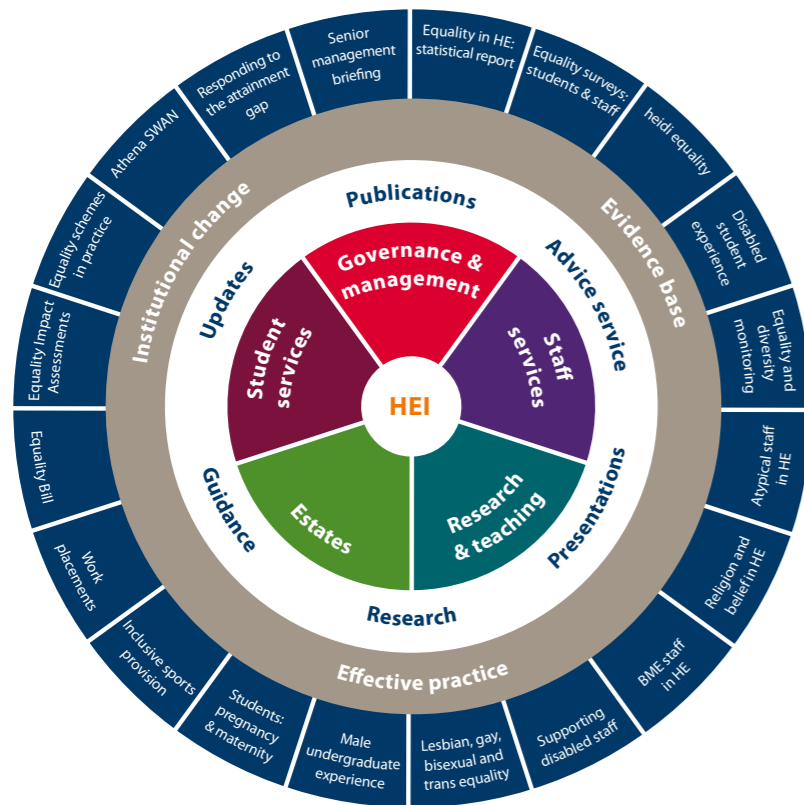 Senior
management
briefing
Equality in HE:
statistical report
Equality surveys:
students & staff
heidi equality
Disabled
student
experience
Equality and
diversity
monitoring
Atypical staff
in HE
Religion and
belief in HE
BME staff
in HE
Supporting
disabled staff
Lesbian, gay,
bisexual and
trans equality
Male
undergraduate
experience
Students:
pregnancy
& maternity
Inclusive sports
provision
Work
placements
Equality Bill
Equality Impact
Assessments
Equality schemes
in practice
Athena SWAN
Responding to
the attainment
gap
Institutional change
Evidence base
Effective practice
Publications
Advice service
Presentations
Research
Guidance
Updates
Governance &
management
Staff
services
Research
& teaching
Estates
Student
services
HEI